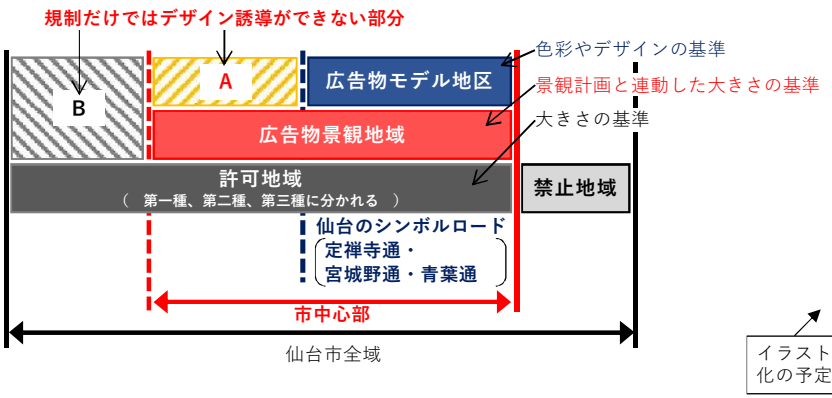 規制だけではデザイン誘導ができない部分
色彩やデザインの基準
A
広告物モデル地区
景観計画と連動した大きさの基準
B
大きさの基準
広告物景観地域
許可地域
（ 第一種、第二種、第三種に分かれる ）
禁止地域
仙台のシンボルロード
定禅寺通・
宮城野通・青葉通
市中心部
仙台市全域
イラスト
化の予定